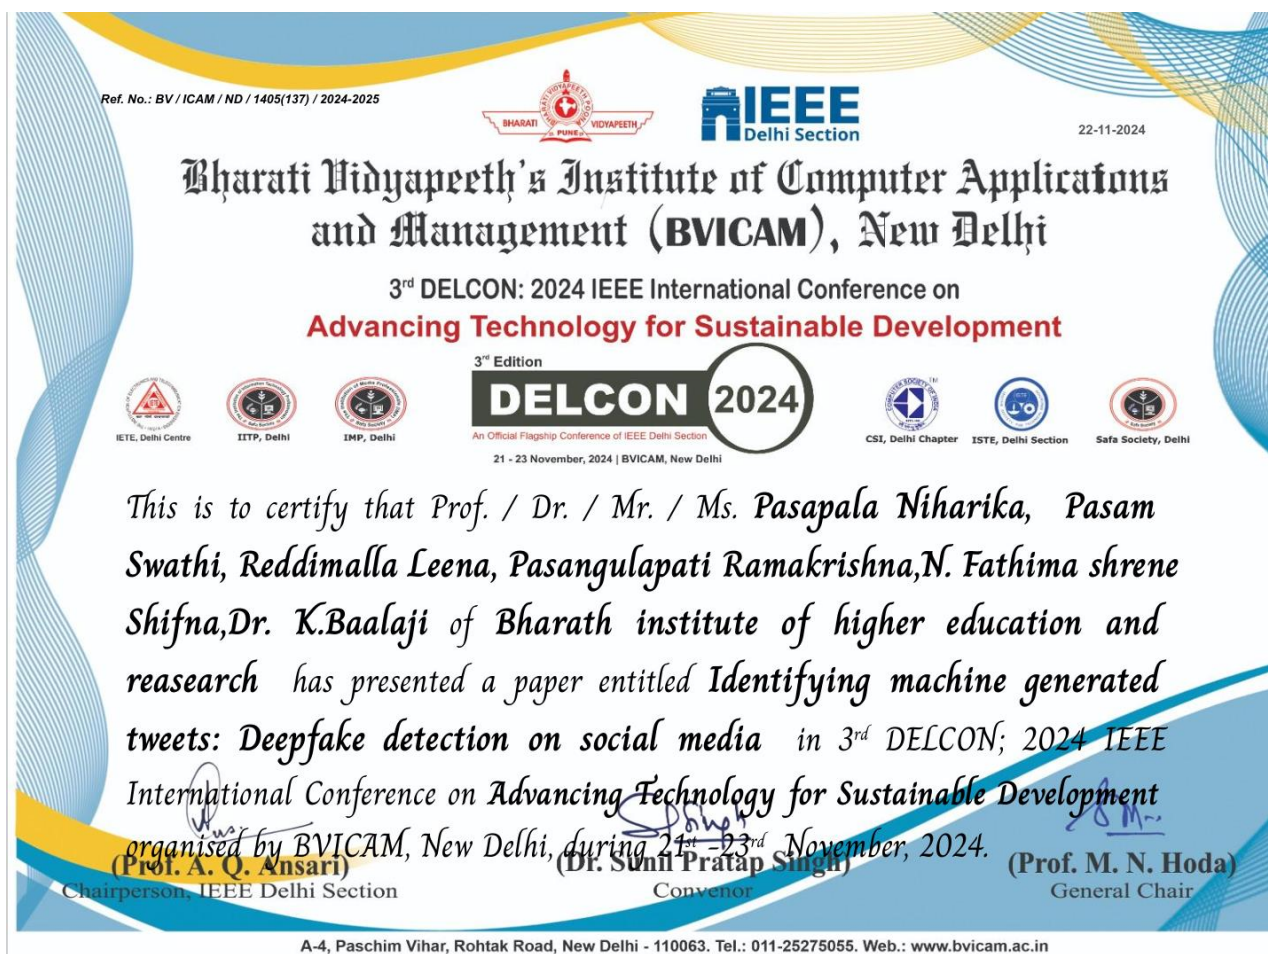 Ref. No.: BV / ICAM / ND / 1405(137) / 2024-2025
BHARATI VIDYAPEETH
PUNE
IEEE
Delhi Section
22-11-2024
Bharati Vidyapeeth's Institute of Computer Applications
and Management (BVICAM), New Delhi
3rd DELCON: 2024 IEEE International Conference on
Advancing Technology for Sustainable Development
3rd Edition
DELCON 2024
An Official Flagship Conference of IEEE Delhi Section
21 - 23 November, 2024 | BVICAM, New Delhi
IETE, Delhi Centre
IITP, Delhi
IMP, Delhi
CSI, Delhi Chapter
ISTE, Delhi Section
Safa Society, Delhi
This is to certify that Prof. / Dr. / Mr. / Ms. Pasapala Niharika, Pasam
Swathi, Reddimalla Leena, Pasangulapati Ramakrishna,N. Fathima shrene
Shifna,Dr. K.Baalaji of Bharath institute of higher education and
reasearch has presented a paper entitled Identifying machine generated
tweets: Deepfake detection on social media in 3rd DELCON; 2024 IEEE
International Conference on Advancing Technology for Sustainable Development
organised by BVICAM, New Delhi, during 21st -23rd November, 2024.
(Prof. A. Q. Ansari)
Chairperson, IEEE Delhi Section
(Dr. Sunil Pratap Singh)
Convenor
(Prof. M. N. Hoda)
General Chair
A-4, Paschim Vihar, Rohtak Road, New Delhi - 110063. Tel.: 011-25275055. Web.: www.bvicam.ac.in